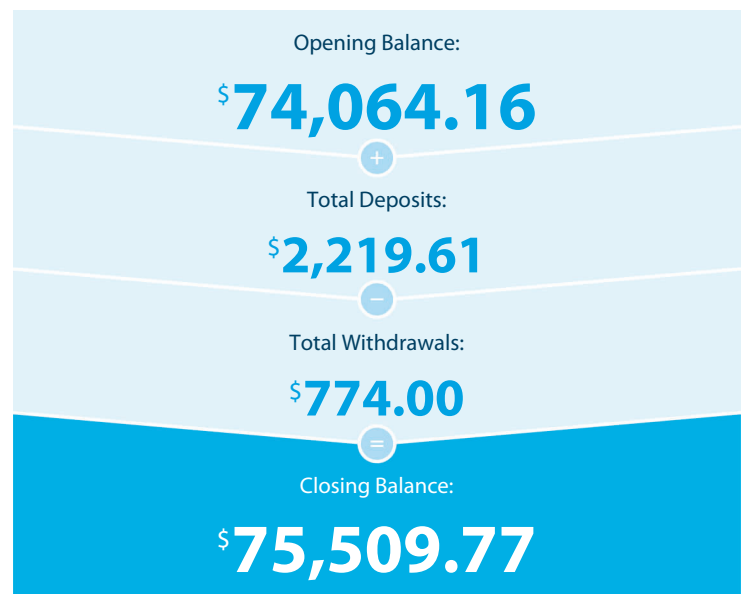 Opening Balance:
$74,064.16
+
Total Deposits:
$2,219.61
−
Total Withdrawals:
$774.00
=
Closing Balance:
$75,509.77